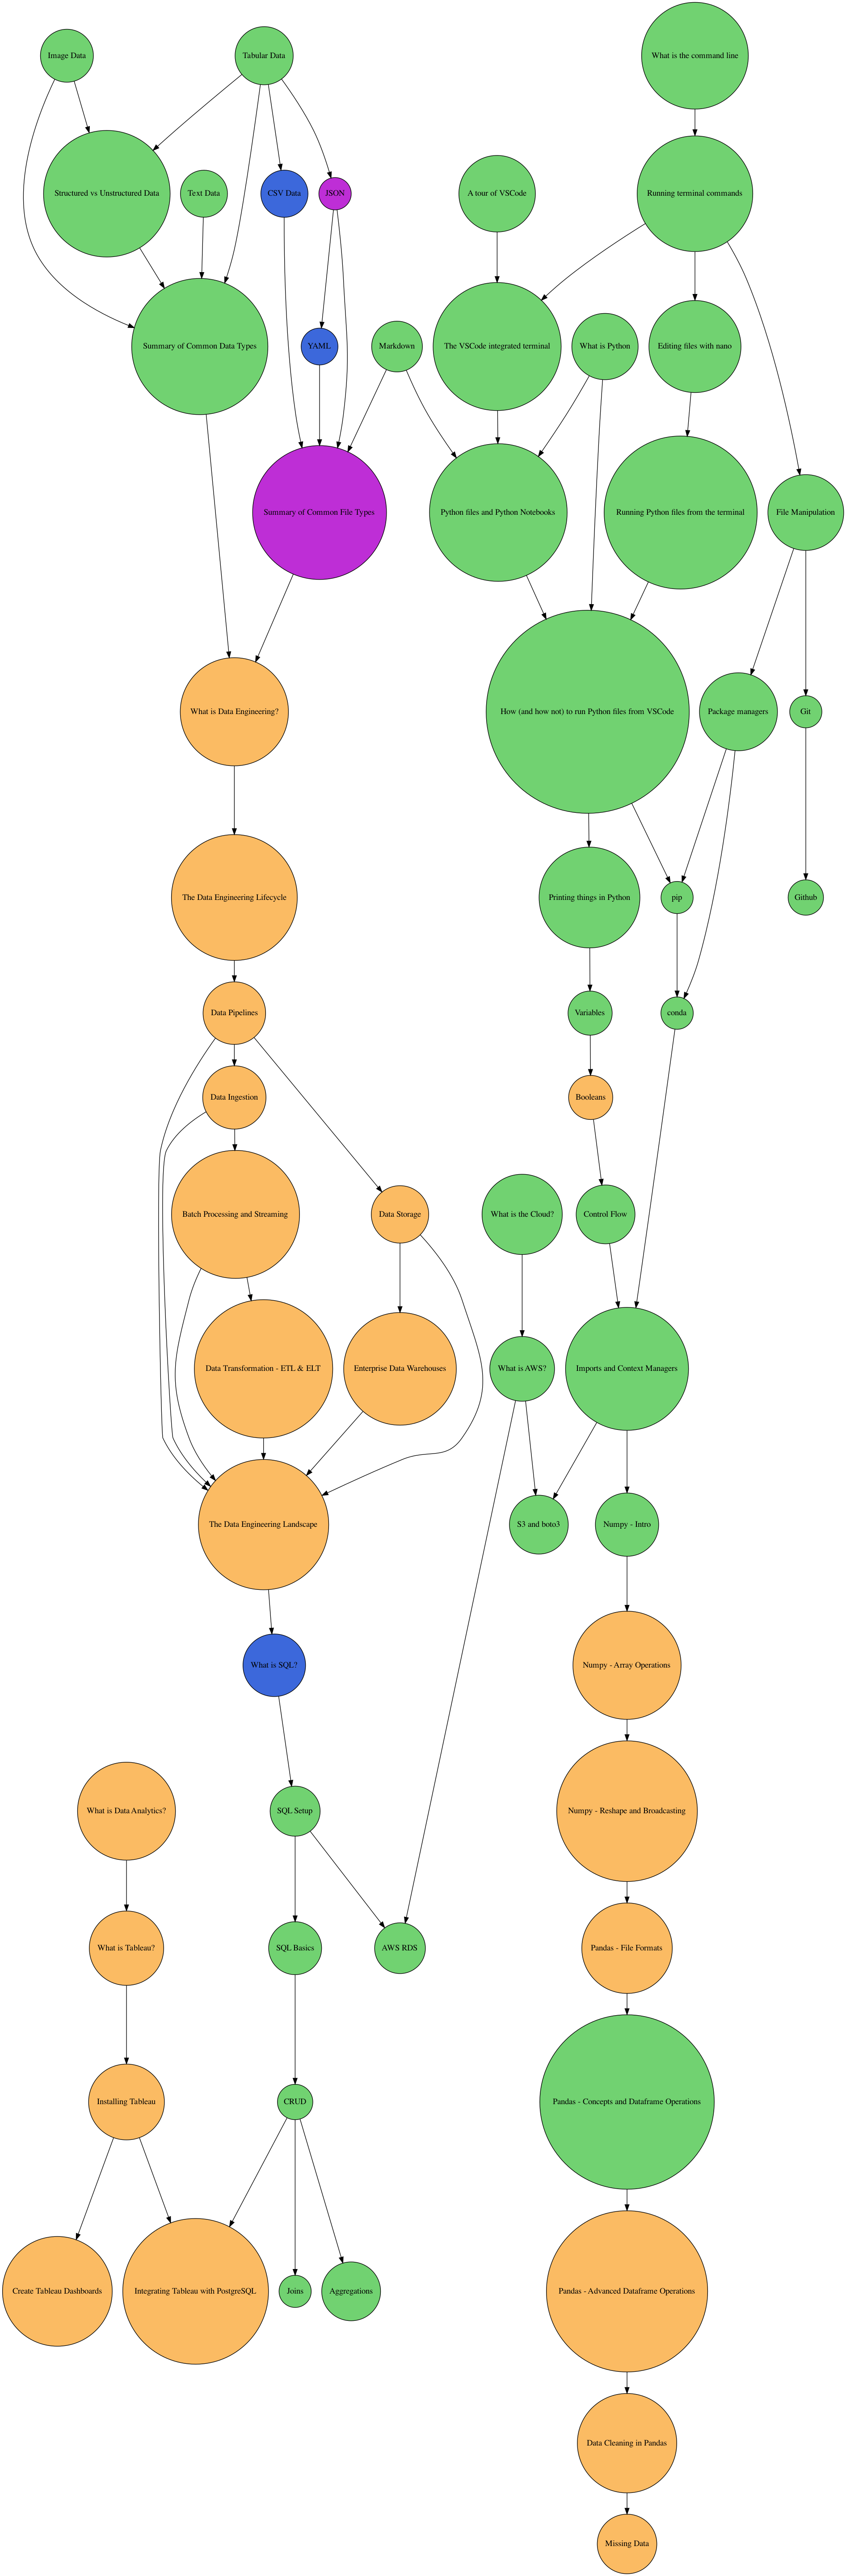 What is the command line
Image Data
Tabular Data
Structured vs Unstructured Data
Text Data
CSV Data
JSON
A tour of VSCode
Running terminal commands
Summary of Common Data Types
YAML
Markdown
The VSCode integrated terminal
What is Python
Editing files with nano
Summary of Common File Types
Python files and Python Notebooks
Running Python files from the terminal
File Manipulation
What is Data Engineering?
How (and how not) to run Python files from VSCode
Package managers
Git
The Data Engineering Lifecycle
Printing things in Python
pip
Github
Data Pipelines
Variables
conda
Data Ingestion
Booleans
Batch Processing and Streaming
Data Storage
What is the Cloud?
Control Flow
Data Transformation - ETL & ELT
Enterprise Data Warehouses
What is AWS?
Imports and Context Managers
The Data Engineering Landscape
S3 and boto3
Numpy - Intro
What is SQL?
Numpy - Array Operations
What is Data Analytics?
SQL Setup
Numpy - Reshape and Broadcasting
What is Tableau?
SQL Basics
AWS RDS
Pandas - File Formats
Installing Tableau
CRUD
Pandas - Concepts and Dataframe Operations
Create Tableau Dashboards
Integrating Tableau with PostgreSQL
Joins
Aggregations
Pandas - Advanced Dataframe Operations
Data Cleaning in Pandas
Missing Data